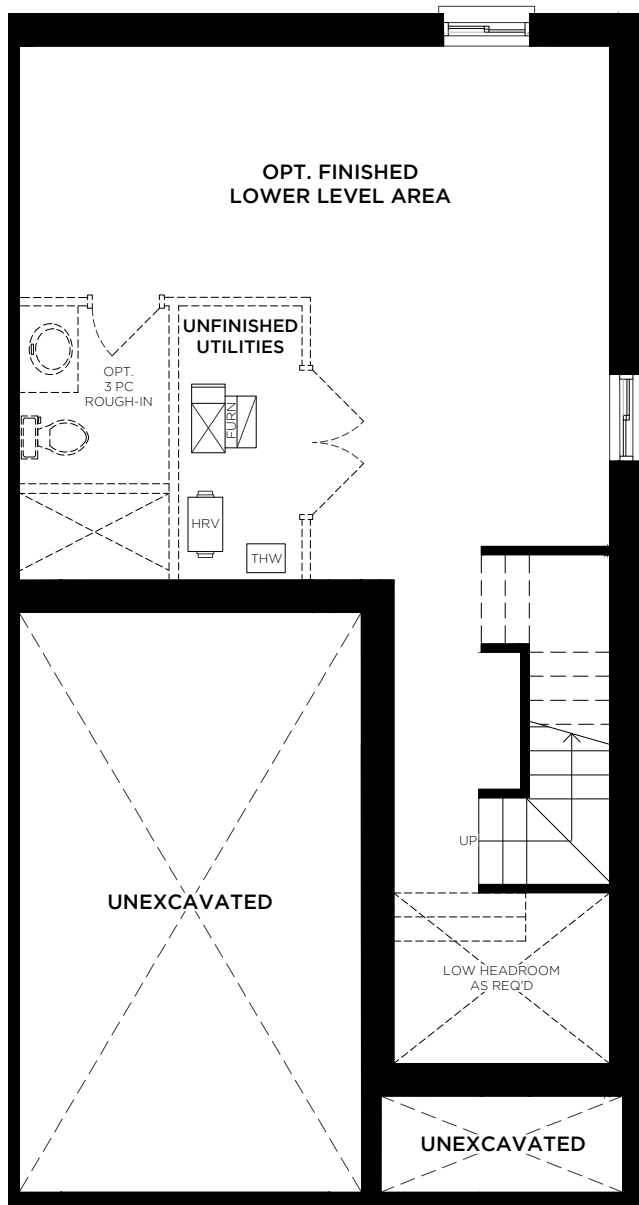 OPT. FINISHED
LOWER LEVEL AREA
UNFINISHED
UTILITIES
OPT.
3 PC
ROUGH-IN
FURN
HRV
THW
UP
UNEXCAVATED
LOW HEADROOM
AS REQ'D
UNEXCAVATED